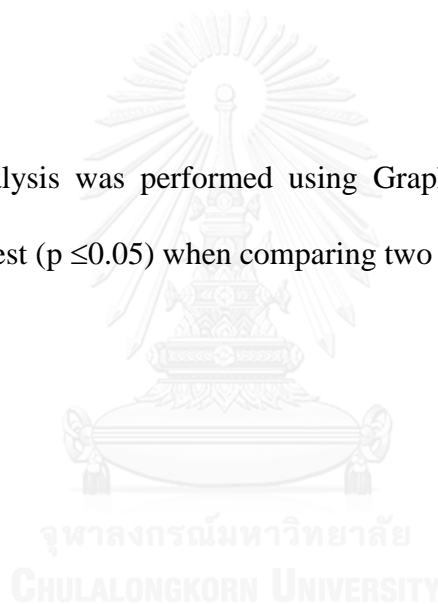 alysis was performed using Grap
est (p ≤0.05) when comparing two
จุฬาลงกรณ์มหาวิทยาลัย
CHULALONGKORN UNIVERSITY